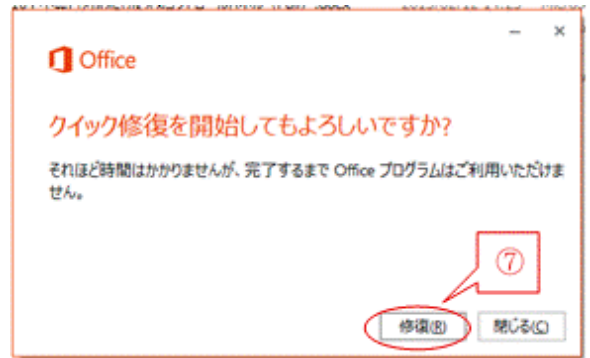 Office
クイック修復を開始してもよろしいですか?
それほど時間はかかりませんが、完了するまで Office プログラムはご利用いただけま
せん。
⑦
修復(R) 閉じる(C)